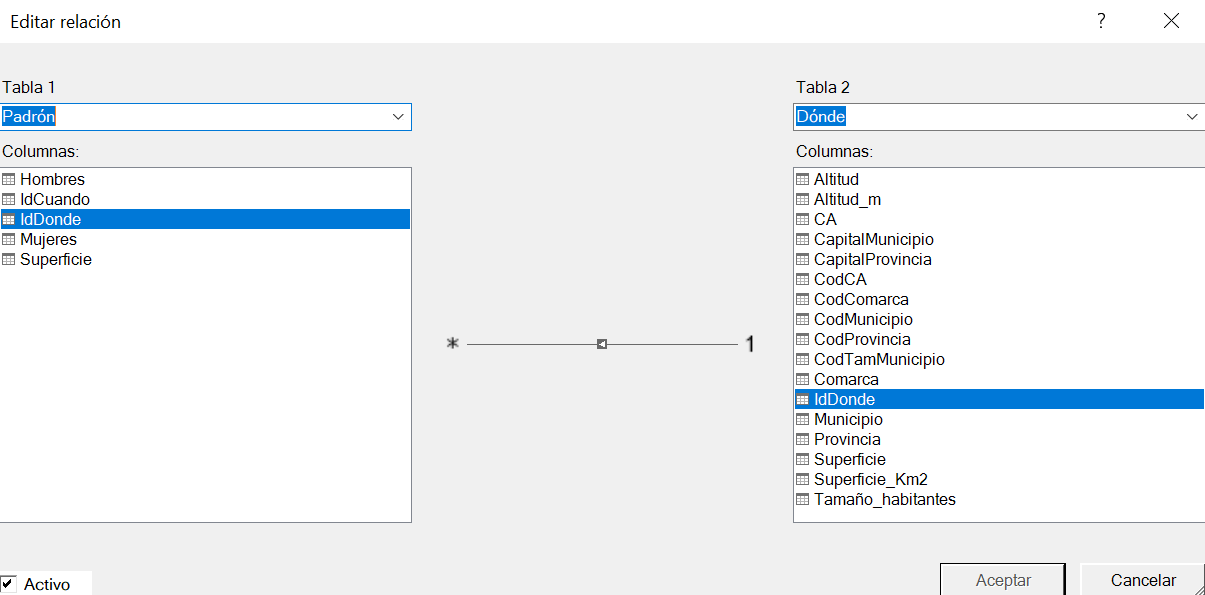 Editar relación
?
Tabla 1
Padrón
Columnas:
Hombres
IdCuando
IdDonde
Mujeres
Superficie
* 1
Tabla 2
Dónde
Columnas:
Altitud
Altitud_m
CA
CapitalMunicipio
CapitalProvincia
CodCA
CodComarca
CodMunicipio
CodProvincia
CodTamMunicipio
Comarca
IdDonde
Municipio
Provincia
Superficie
Superficie_Km2
Tamaño_habitantes
Activo
Aceptar
Cancelar